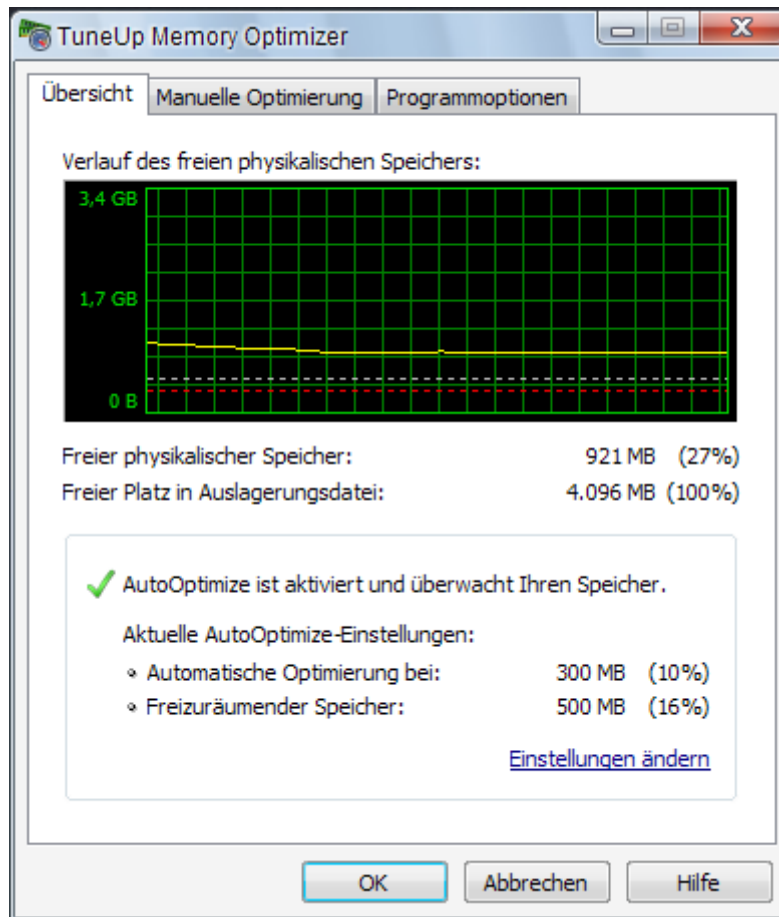 TuneUp Memory Optimizer
Übersicht Manuelle Optimierung Programmoptionen
Verlauf des freien physikalischen Speichers:
3,4 GB
1,7 GB
0 B
Freier physikalischer Speicher: 921 MB (27%)
Freier Platz in Auslagerungsdatei: 4.096 MB (100%)
AutoOptimize ist aktiviert und überwacht Ihren Speicher.
Aktuelle AutoOptimize-Einstellungen:
• Automatische Optimierung bei: 300 MB (10%)
• Freizuräumender Speicher: 500 MB (16%)
Einstellungen ändern
OK Abbrechen Hilfe